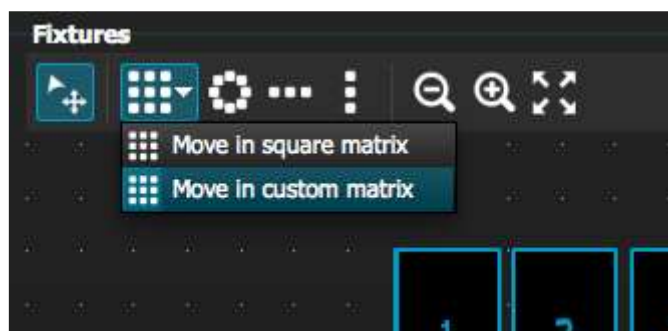 Fixtures
Move in square matrix
Move in custom matrix
1 2